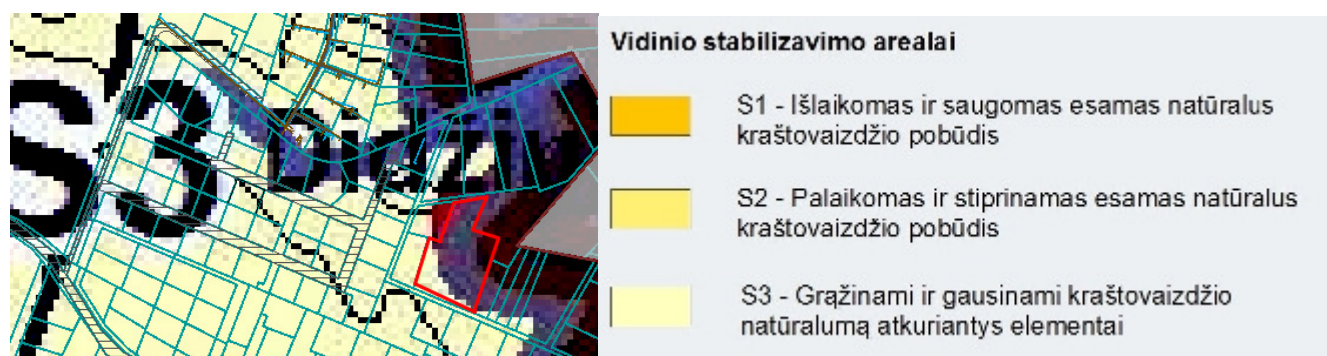 S3
Vidinio stabilizavimo arealai
S1 - Išlaikomas ir saugomas esamas natūralus
kraštovaizdžio pobūdis
S2 - Palaikomas ir stiprinamas esamas natūralus
kraštovaizdžio pobūdis
S3 - Grąžinami ir gausinami kraštovaizdžio
natūralumą atkuriantys elementai